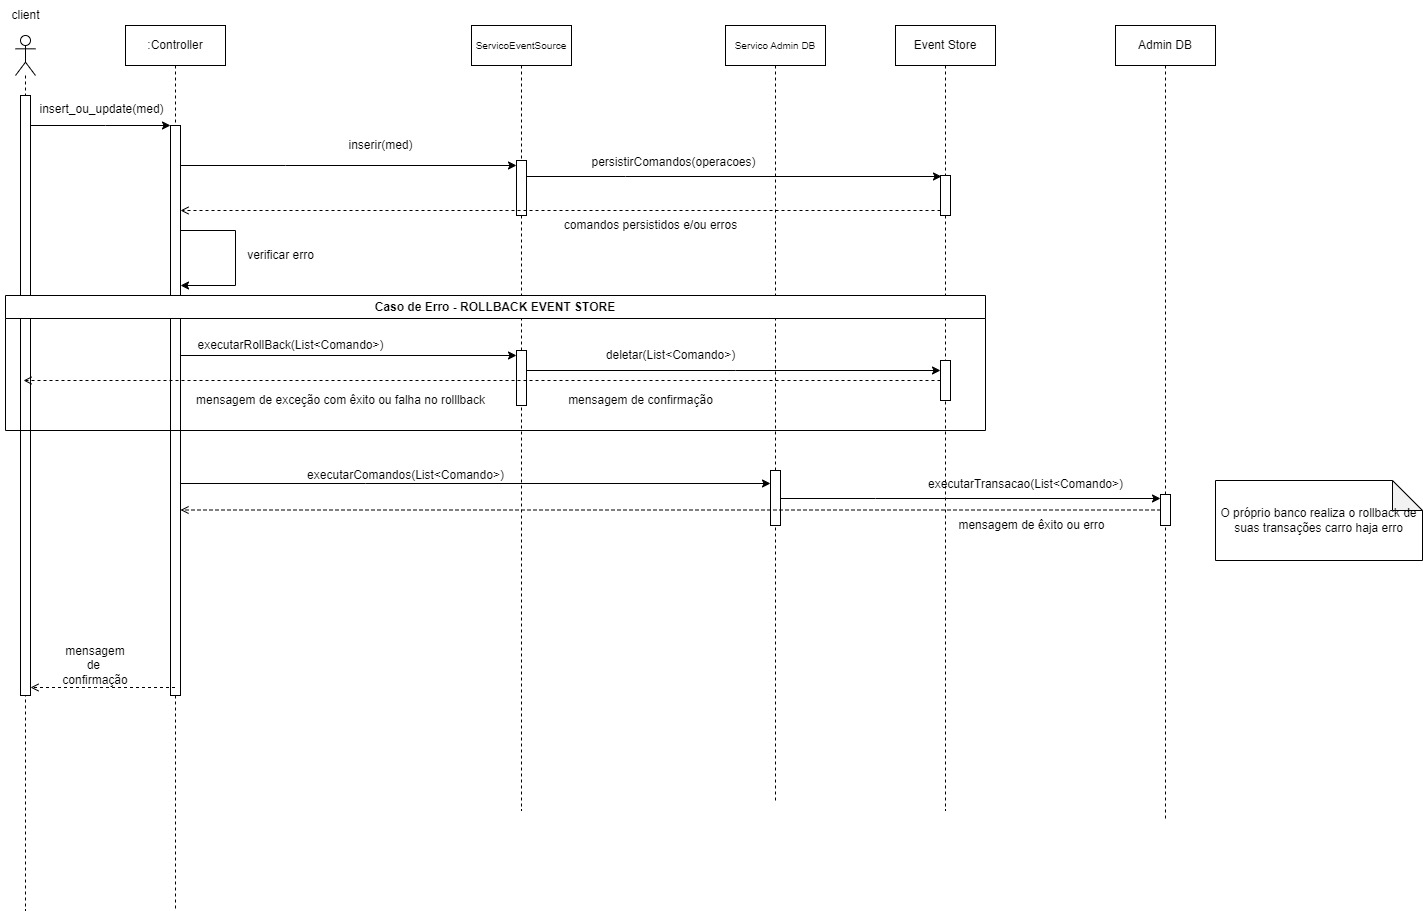 client
:Controller
ServicoEventSource
Servico Admin DB
Event Store
Admin DB
insert_ou_update(med)
inserir(med)
persistirComandos(operacoes)
comandos persistidos e/ou erros
verificar erro
Caso de Erro - ROLLBACK EVENT STORE
executarRollBack(List<Comando>)
deletar(List<Comando>)
mensagem de exceção com êxito ou falha no rolllback
mensagem de confirmação
executarComandos(List<Comando>)
executarTransacao(List<Comando>)
mensagem de êxito ou erro
O próprio banco realiza o rollback de
suas transações carro haja erro
mensagem
de
confirmação